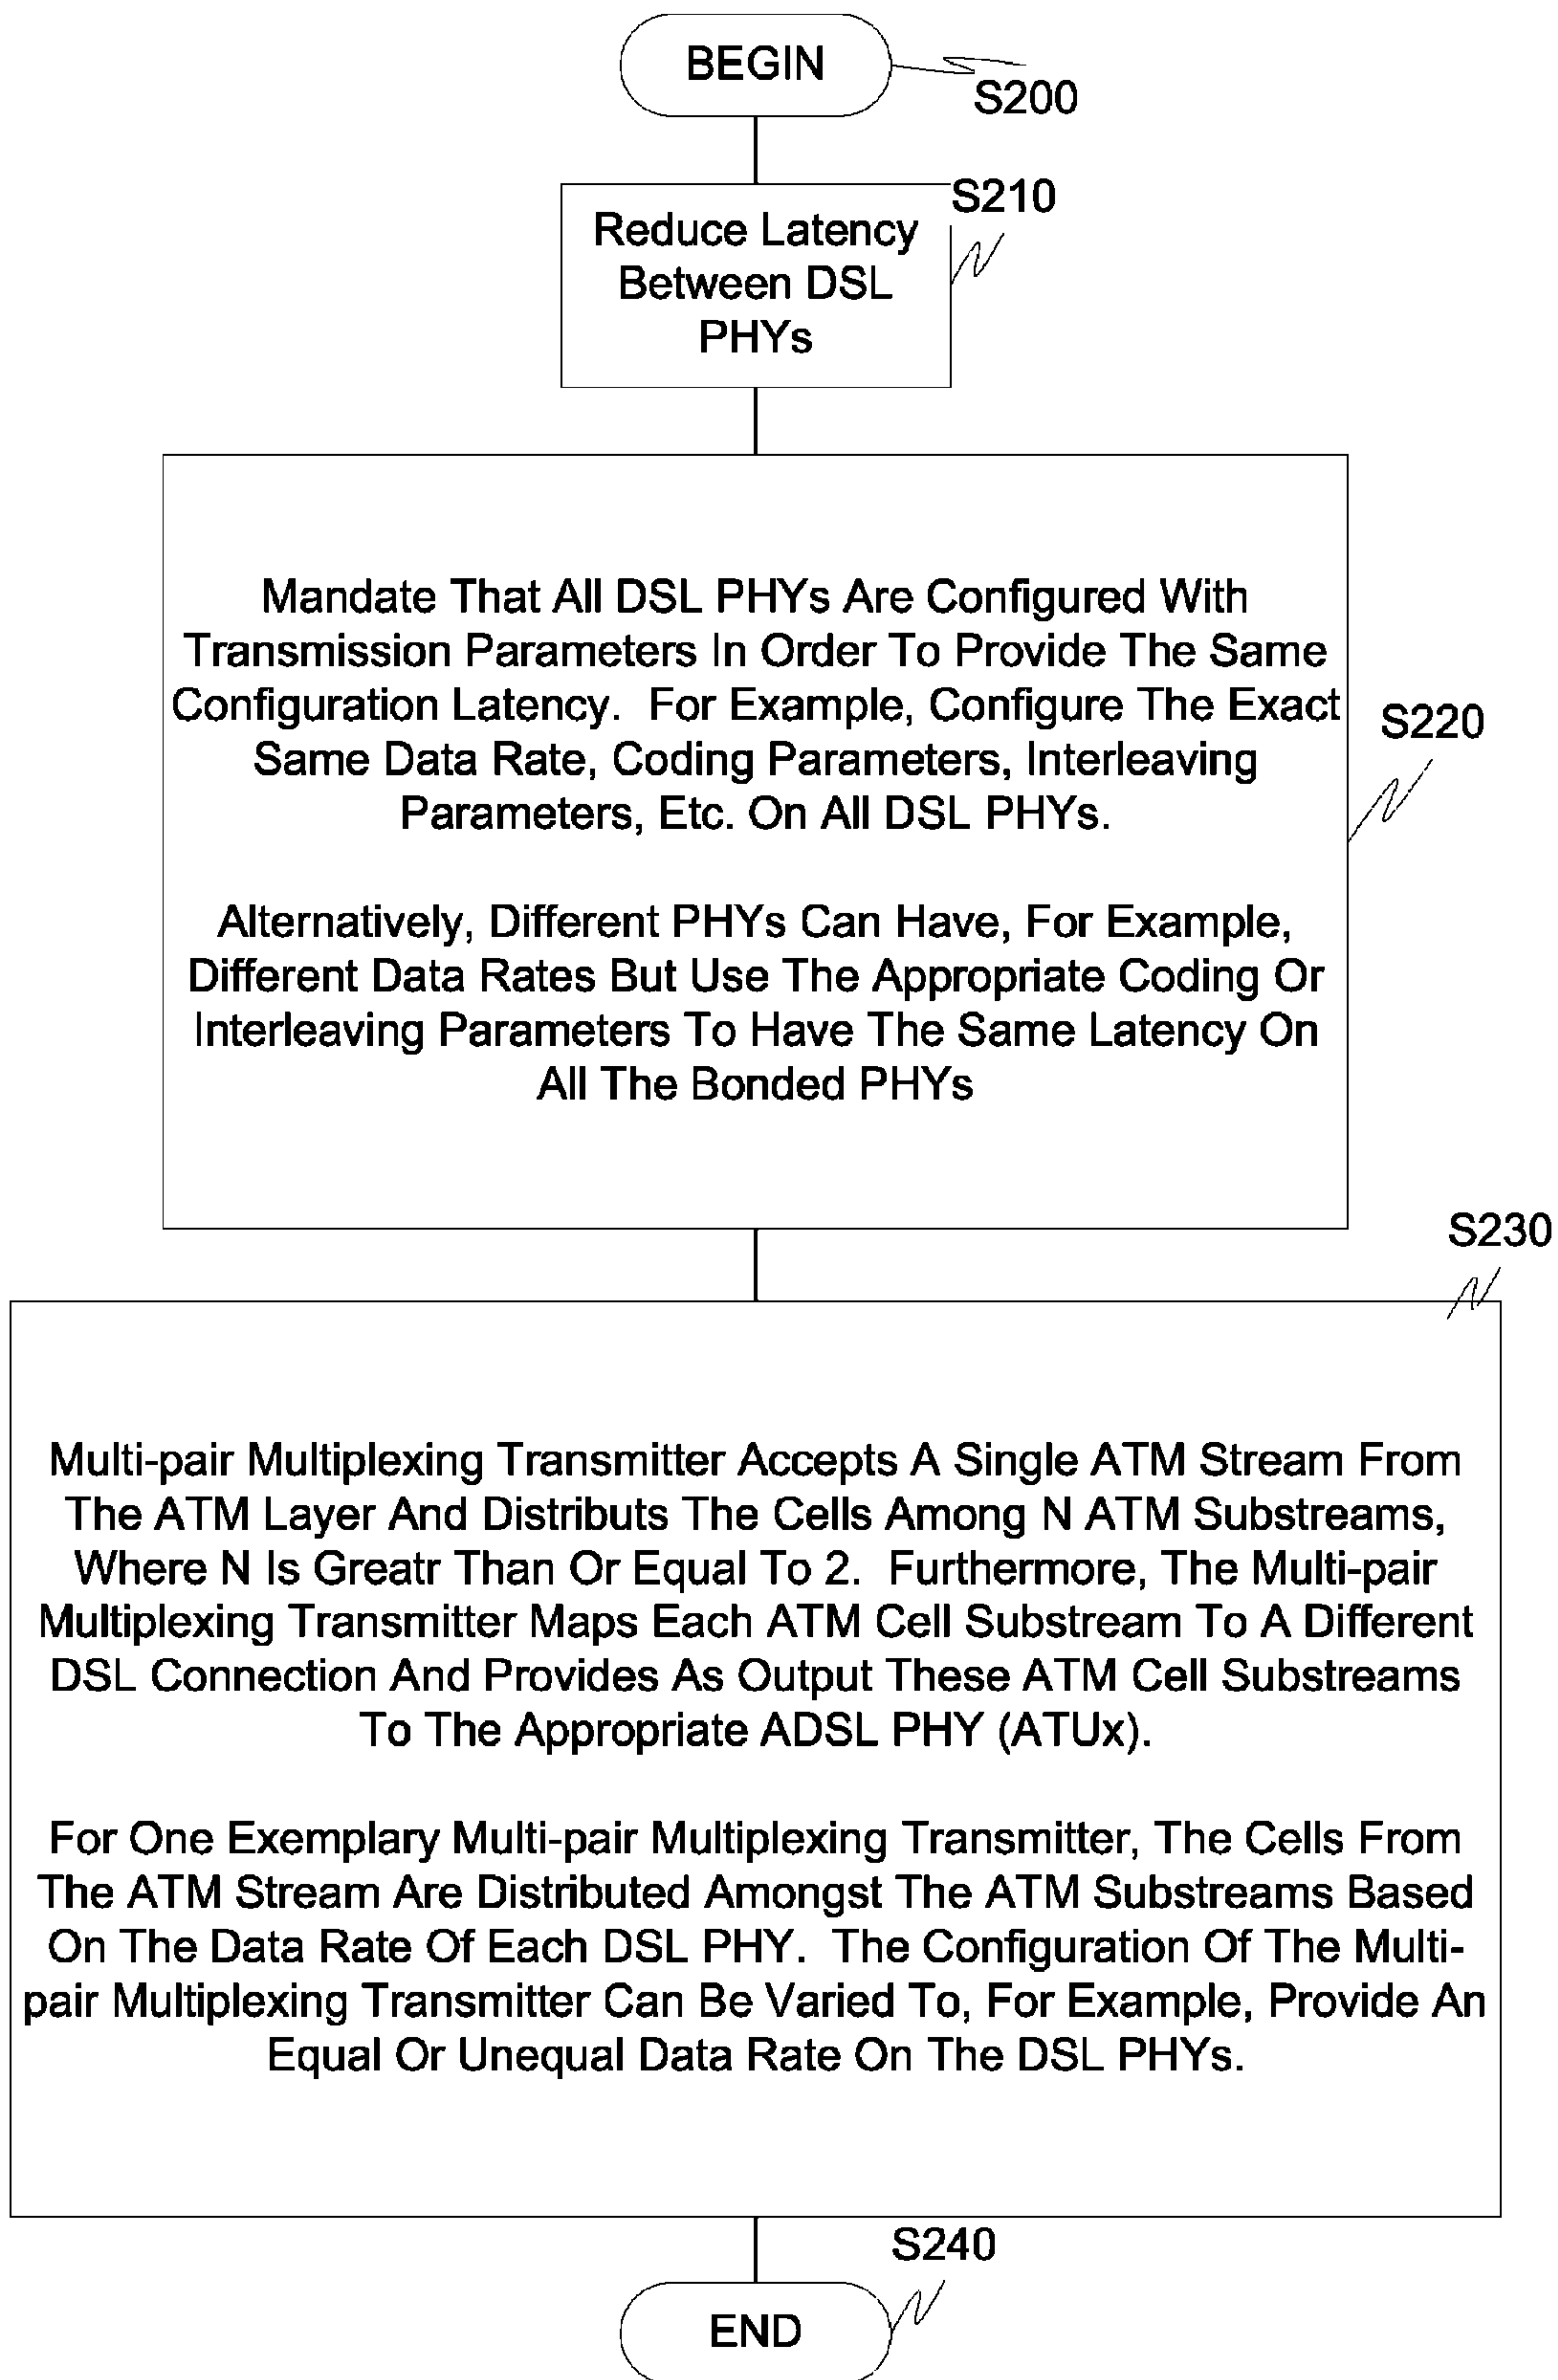 BEGIN
S200
S210
Reduce Latency
Between DSL
PHYs
Mandate That All DSL PHYs Are Configured With
Transmission Parameters In Order To Provide The Same
Configuration Latency.  For Example, Configure The Exact
Same Data Rate, Coding Parameters, Interleaving
Parameters, Etc. On All DSL PHYs.
S220
Alternatively, Different PHYs Can Have, For Example,
Different Data Rates But Use The Appropriate Coding Or
Interleaving Parameters To Have The Same Latency On
All The Bonded PHYs
S230
Multi-pair Multiplexing Transmitter Accepts A Single ATM Stream From
The ATM Layer And Distributs The Cells Among N ATM Substreams,
Where N Is Greatr Than Or Equal To 2.  Furthermore, The Multi-pair
Multiplexing Transmitter Maps Each ATM Cell Substream To A Different
DSL Connection And Provides As Output These ATM Cell Substreams
To The Appropriate ADSL PHY (ATUx).
For One Exemplary Multi-pair Multiplexing Transmitter, The Cells From
The ATM Stream Are Distributed Amongst The ATM Substreams Based
On The Data Rate Of Each DSL PHY.  The Configuration Of The Multi-
pair Multiplexing Transmitter Can Be Varied To, For Example, Provide An
Equal Or Unequal Data Rate On The DSL PHYs.
S240
END